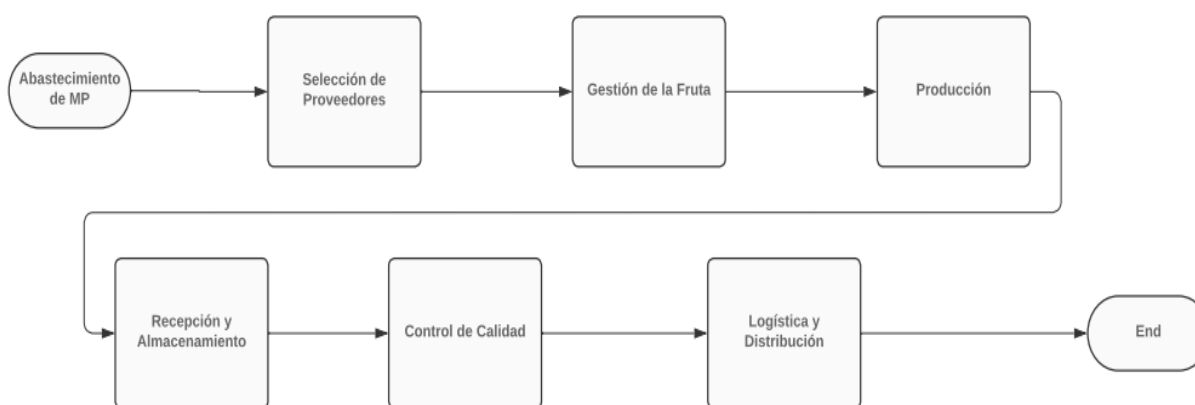 Abastecimiento
de MP
Selección de
Proveedores
Gestión de la Fruta
Producción
Recepción y
Almacenamiento
Control de Calidad
Logística y
Distribución
End